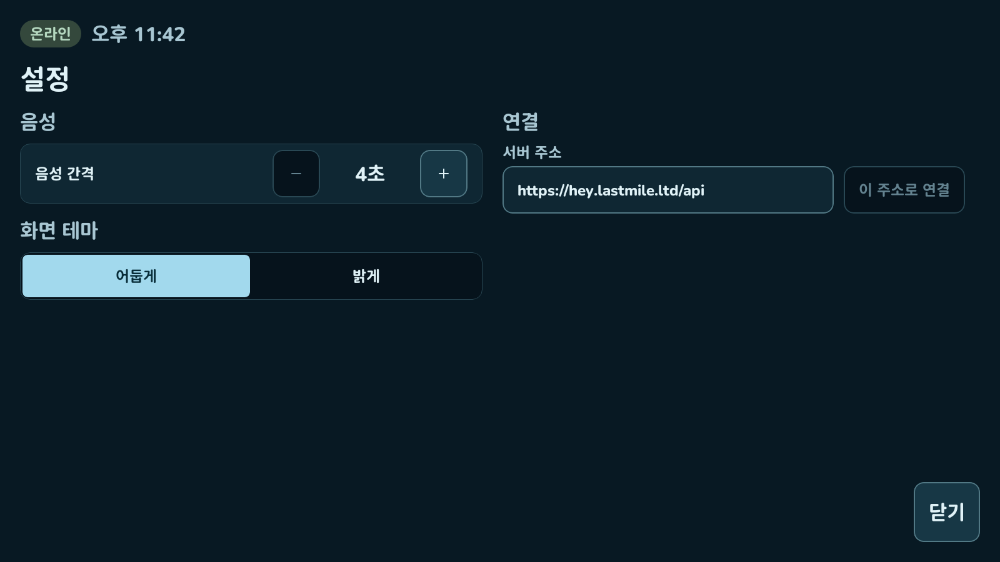 온라인 오후 11:42
설정
음성
음성 간격 − 4초 +
화면 테마
어둡게 밝게
연결
서버 주소
https://hey.lastmile.ltd/api 이 주소로 연결
닫기